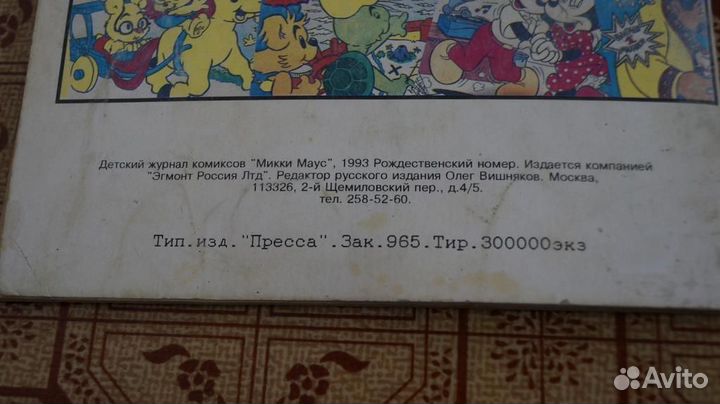 Детский журнал комиксов "Микки Маус", 1993 Рождественский номер. Издается компанией
"Эгмонт Россия Лтд". Редактор русского издания Олег Вишняков. Москва,
113326, 2-й Щемиловский пер., д.4/5.
тел. 258-52-60.
Тип.изд."Пресса".Зак.965.Тир.300000экз
Avito